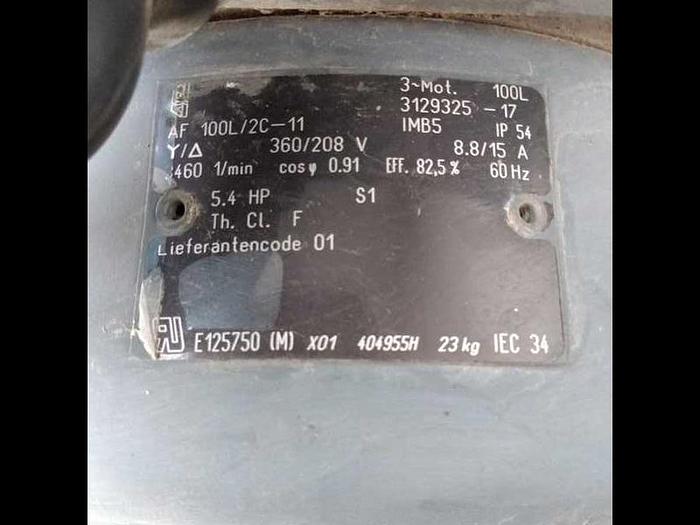 3~Mot. 100L
3129325 -17
AF 100L/2C-11 IMB5 IP 54
Y/Δ 360/208 V 8.8/15 A
3460 1/min cosφ 0.91 EFF. 82,5% 60 Hz
5.4 HP S1
Th. Cl. F
Lieferantencode 01
E125750 (M) X01 404955H 23 kg IEC 34